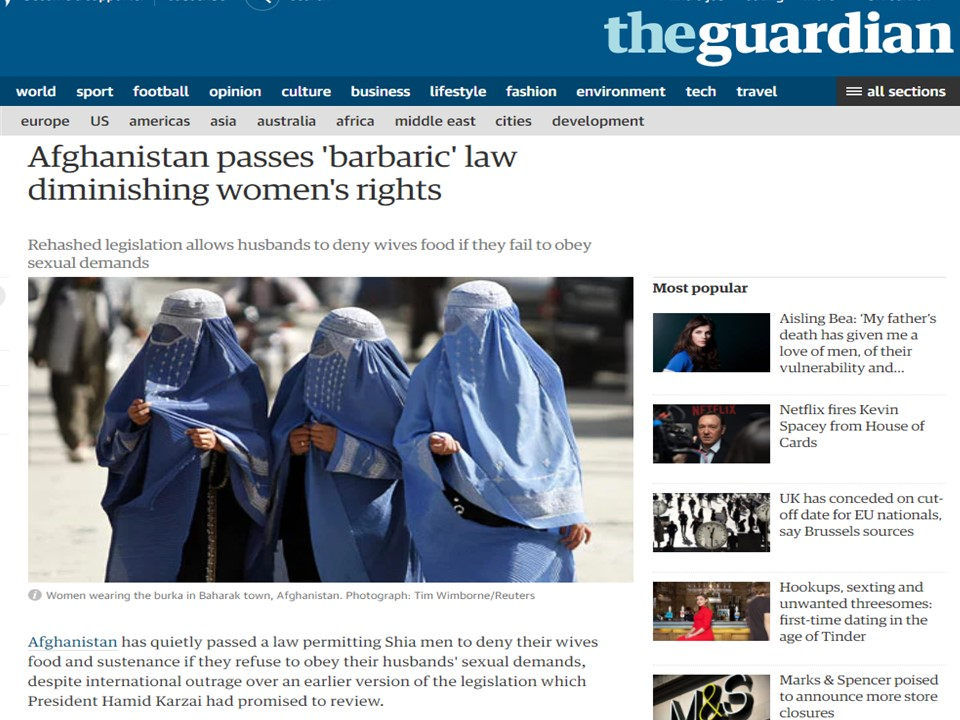 theguardian
world sport football opinion culture business lifestyle fashion environment tech travel all sections
europe US americas asia australia africa middle east cities development
Afghanistan passes 'barbaric' law
diminishing women's rights
Rehashed legislation allows husbands to deny wives food if they fail to obey
sexual demands
Women wearing the burka in Baharak town, Afghanistan. Photograph: Tim Wimborne/Reuters
Afghanistan has quietly passed a law permitting Shia men to deny their wives
food and sustenance if they refuse to obey their husbands' sexual demands,
despite international outrage over an earlier version of the legislation which
President Hamid Karzai had promised to review.
Most popular
Aisling Bea: ‘My father’s
death has given me a
love of men, of their
vulnerability and...
NETFLIX
Netflix fires Kevin
Spacey from House of
Cards
UK has conceded on cut-
off date for EU nationals,
say Brussels sources
Hookups, sexting and
unwanted threesomes:
first-time dating in the
age of Tinder
M&S
Marks & Spencer poised
to announce more store
closures